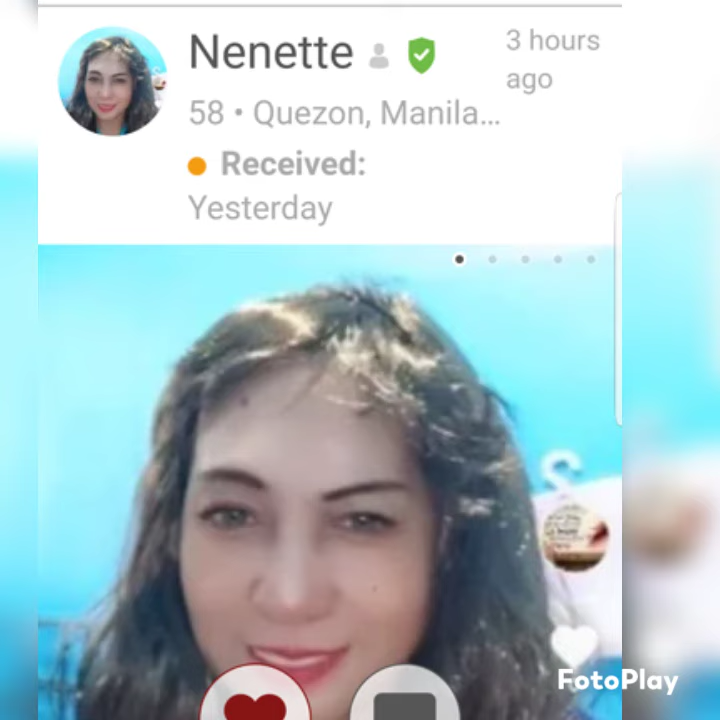 Nenette
3 hours
ago
58 • Quezon, Manila...
Received:
Yesterday
FotoPlay